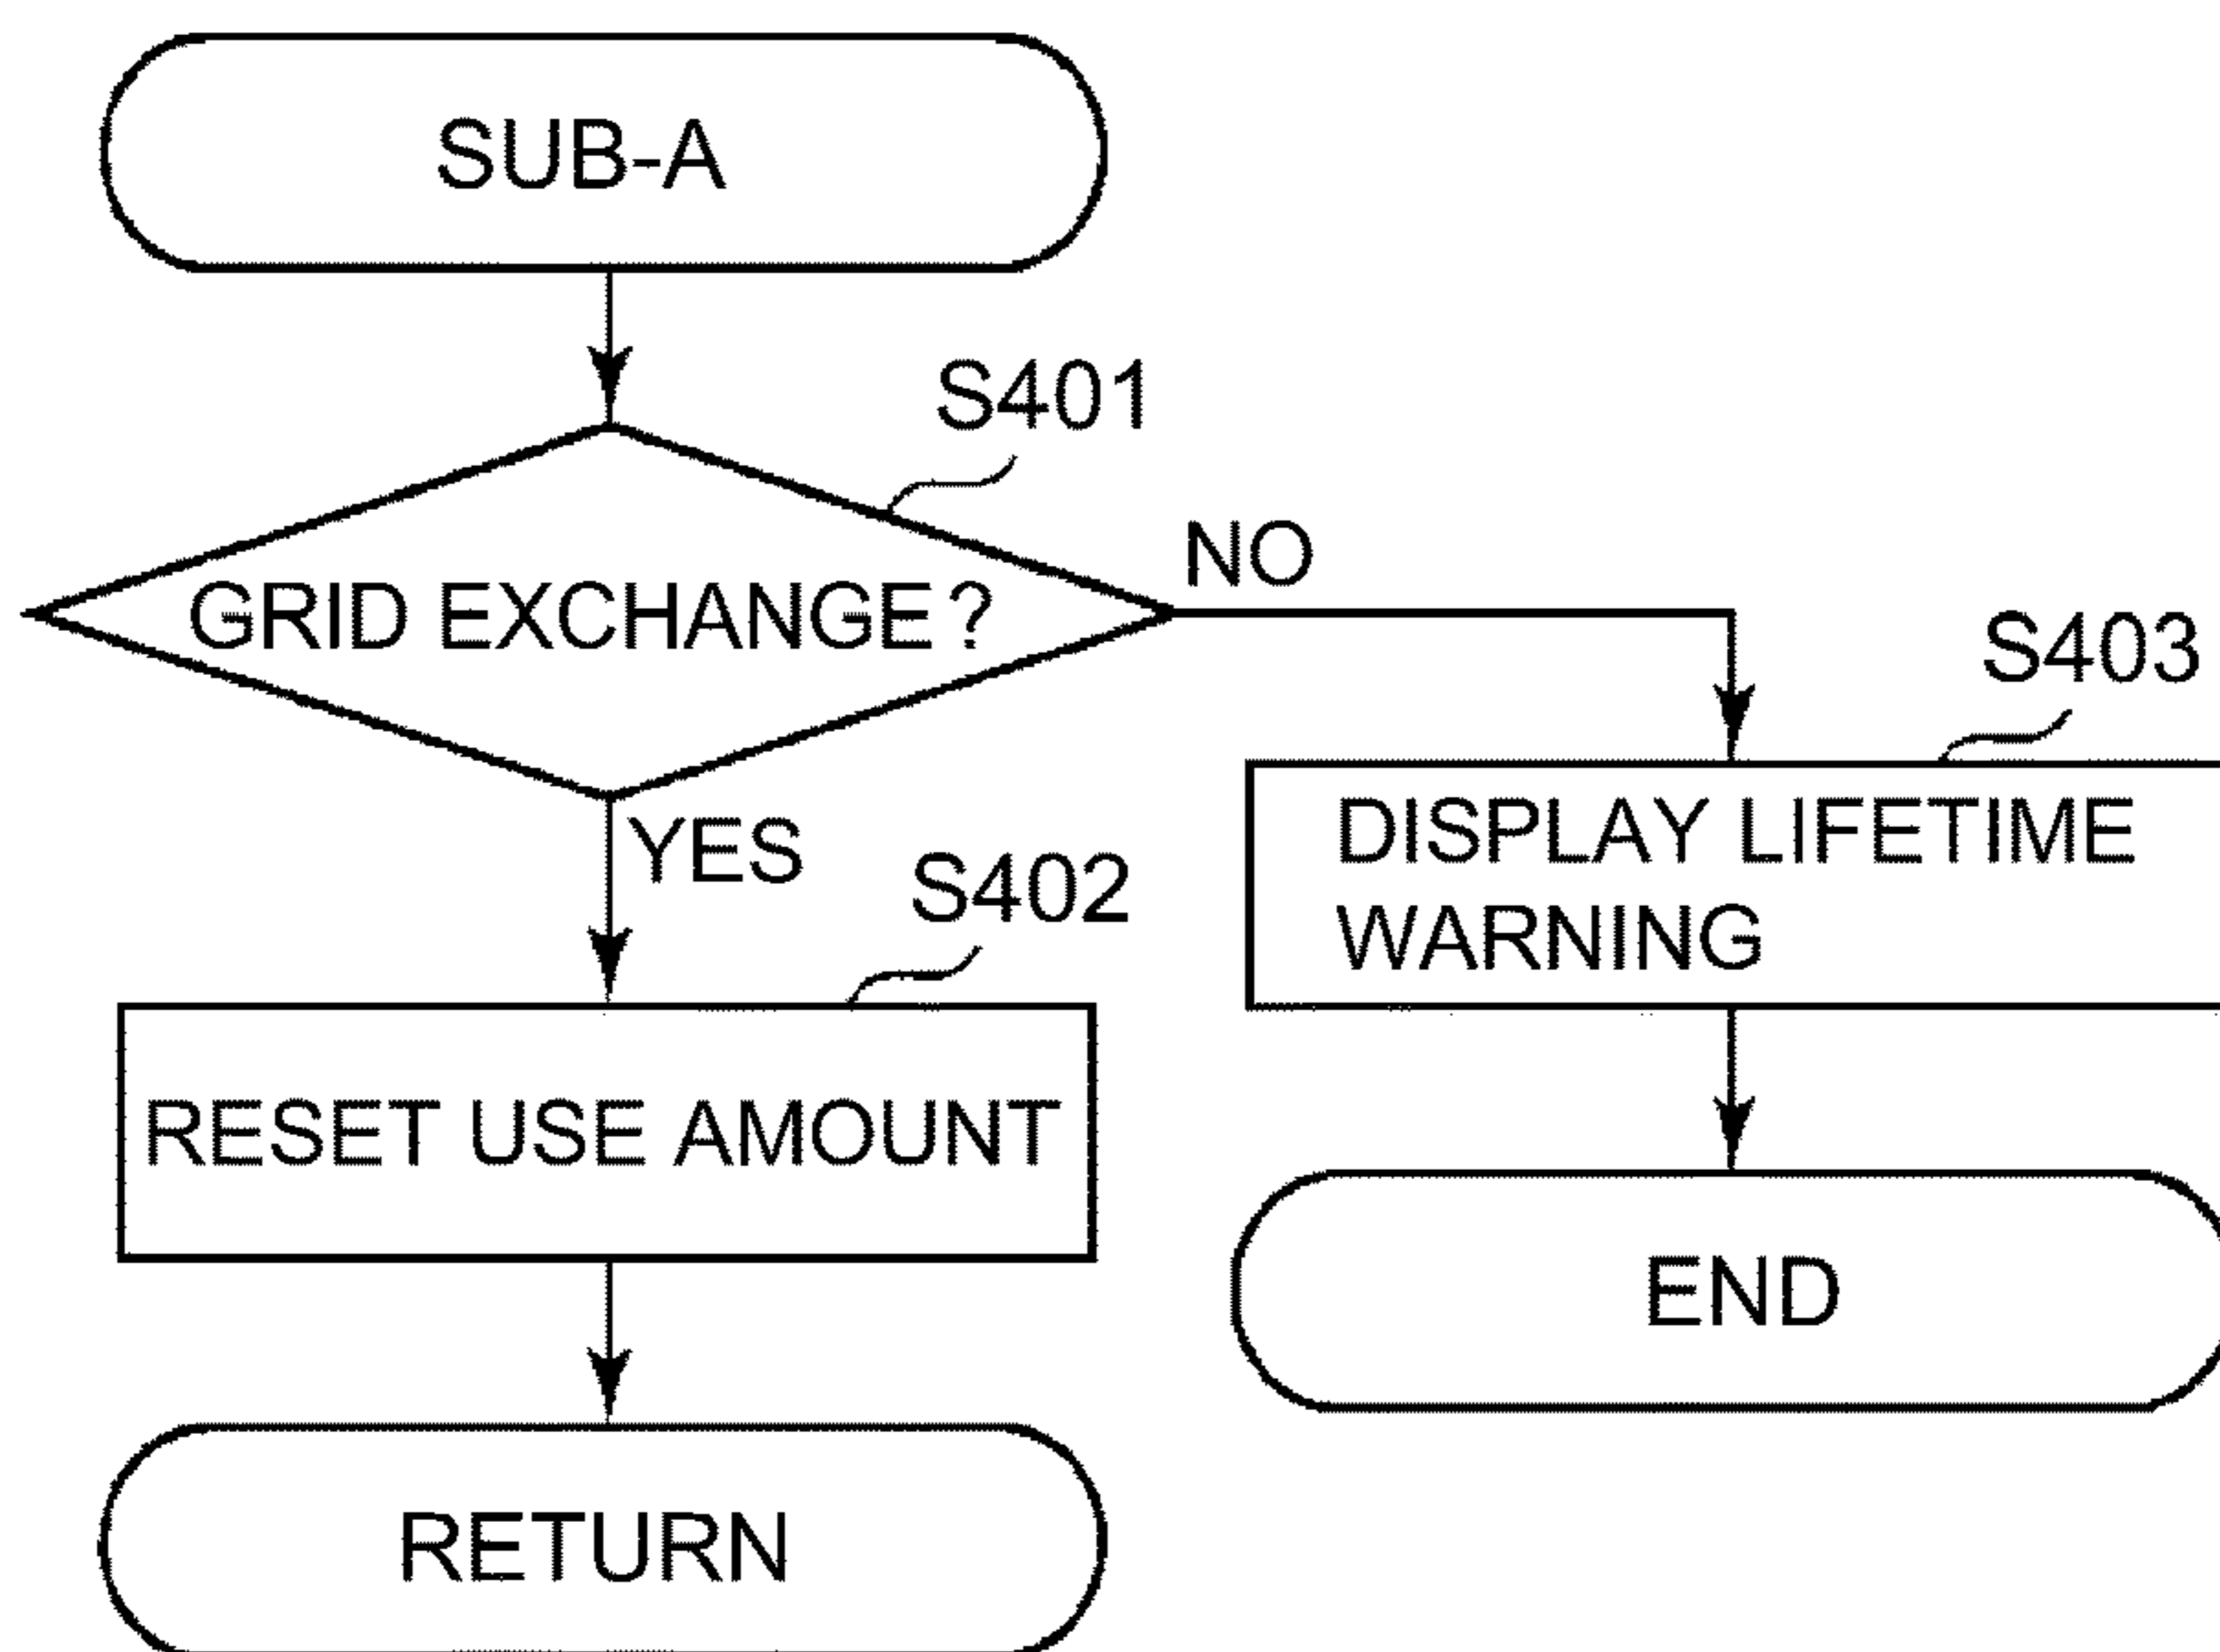 SUB-A
S401
GRID EXCHANGE?
NO
YES
S402
RESET USE AMOUNT
RETURN
S403
DISPLAY LIFETIME
WARNING
END